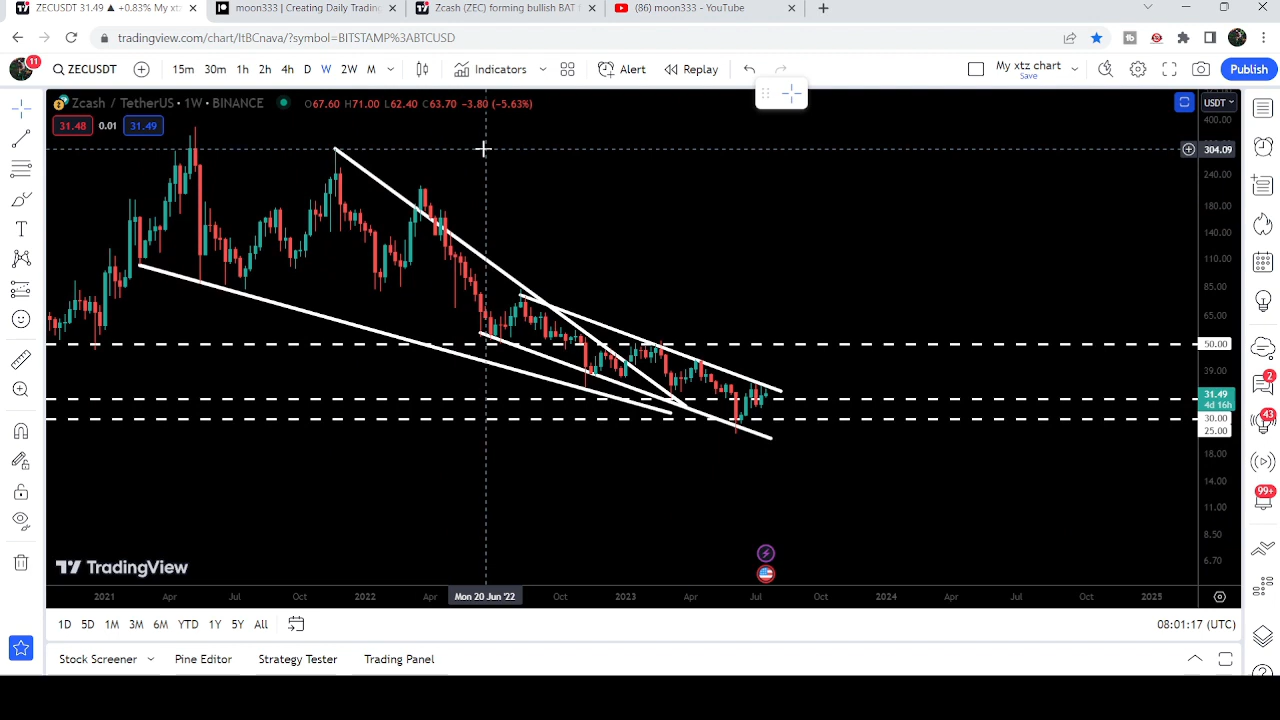 ZECUSDT 31.49 ▲ +0.83% My xt
moon333 | Creating Daily Tradin
Zcash (ZEC) forming bullish BAT
(86) moon333 - YouTube
tradingview.com/chart/ItBCnava/?symbol=BITSTAMP%3ABTCUSD
11
ZECUSDT
15m 30m 1h 2h 4h D W 2W M
Indicators
Alert
Replay
My xtz chart
Save
Publish
Zcash / TetherUS • 1W • BINANCE
O67.60 H71.00 L62.40 C63.70 −3.80 (−5.63%)
USDT
31.48 0.01 31.49
400.00
304.09
240.00
180.00
140.00
110.00
85.00
65.00
50.00
39.00
31.49
4d 16h
30.00
25.00
18.00
14.00
11.00
8.50
6.70
2
43
99+
TradingView
2021 Apr Jul Oct 2022 Apr Mon 20 Jun '22 Oct 2023 Apr Jul Oct 2024 Apr Jul Oct 2025
1D 5D 1M 3M 6M YTD 1Y 5Y All
08:01:17 (UTC)
Stock Screener Pine Editor Strategy Tester Trading Panel